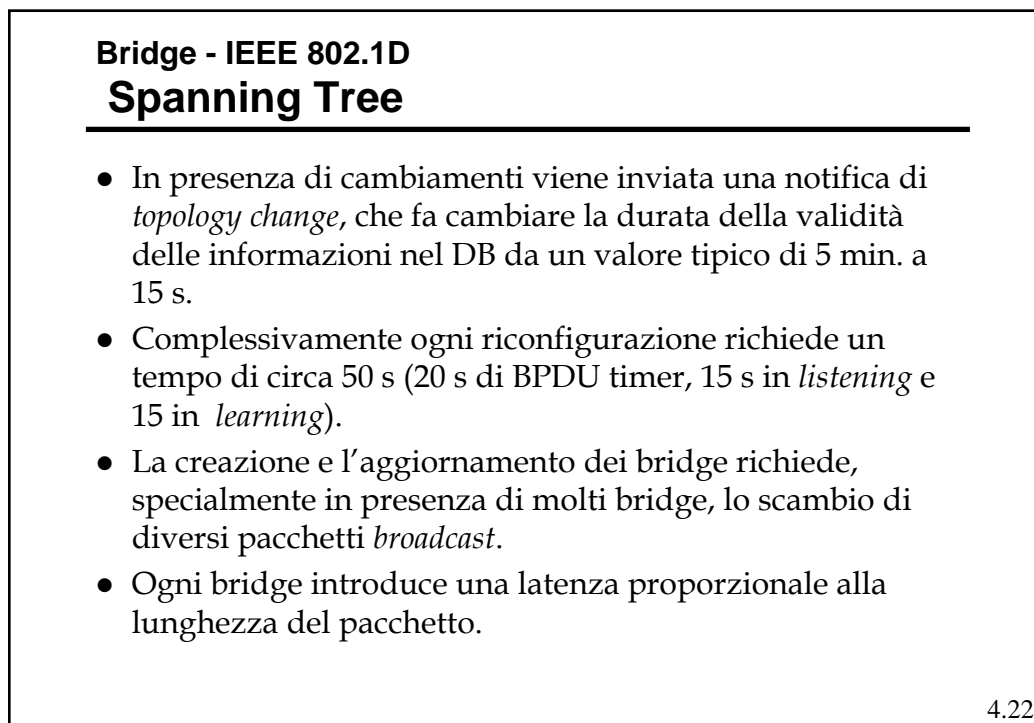 Bridge - IEEE 802.1D
Spanning Tree
● In presenza di cambiamenti viene inviata una notifica di
topology change, che fa cambiare la durata della validità
delle informazioni nel DB da un valore tipico di 5 min. a
15 s.
● Complessivamente ogni riconfigurazione richiede un
tempo di circa 50 s (20 s di BPDU timer, 15 s in listening e
15 in learning).
● La creazione e l’aggiornamento dei bridge richiede,
specialmente in presenza di molti bridge, lo scambio di
diversi pacchetti broadcast.
● Ogni bridge introduce una latenza proporzionale alla
lunghezza del pacchetto.
4.22